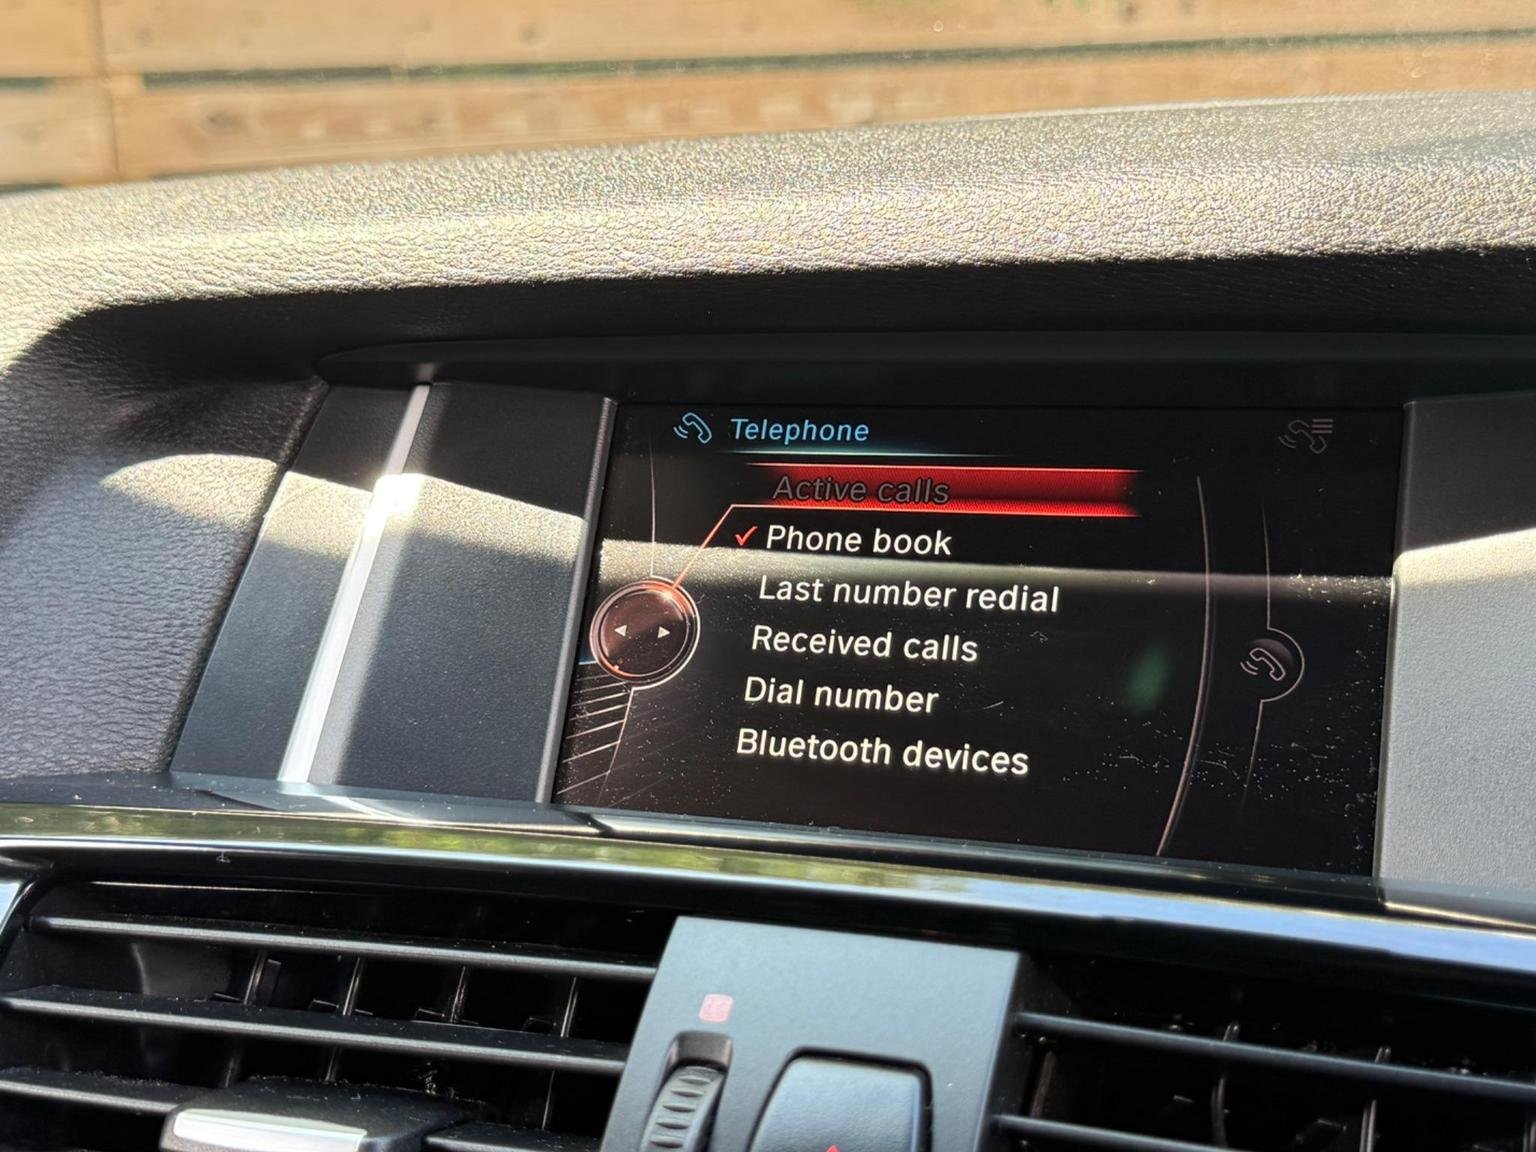 Telephone
Active calls
Phone book
Last number redial
Received calls
Dial number
Bluetooth devices